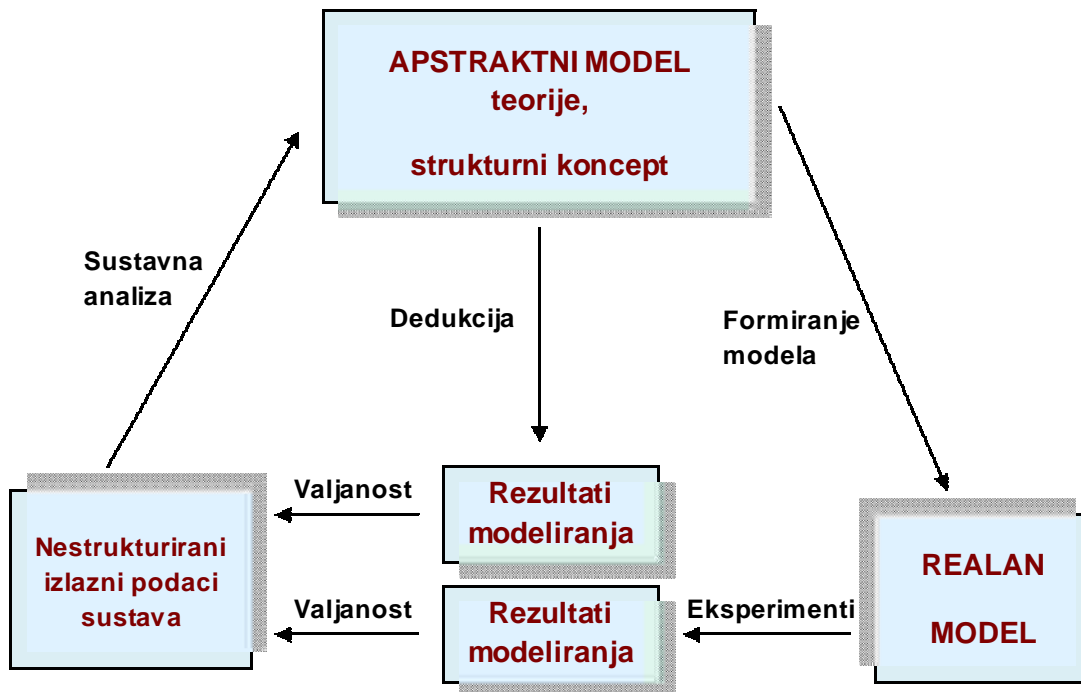 APSTRAKTNI MODEL
teorije,
strukturni koncept
Sustavna
analiza
Dedukcija
Formiranje
modela
Nestrukturirani
izlazni podaci
sustava
Valjanost
Rezultati
modeliranja
Valjanost
Rezultati
modeliranja
Eksperimenti
REALAN
MODEL